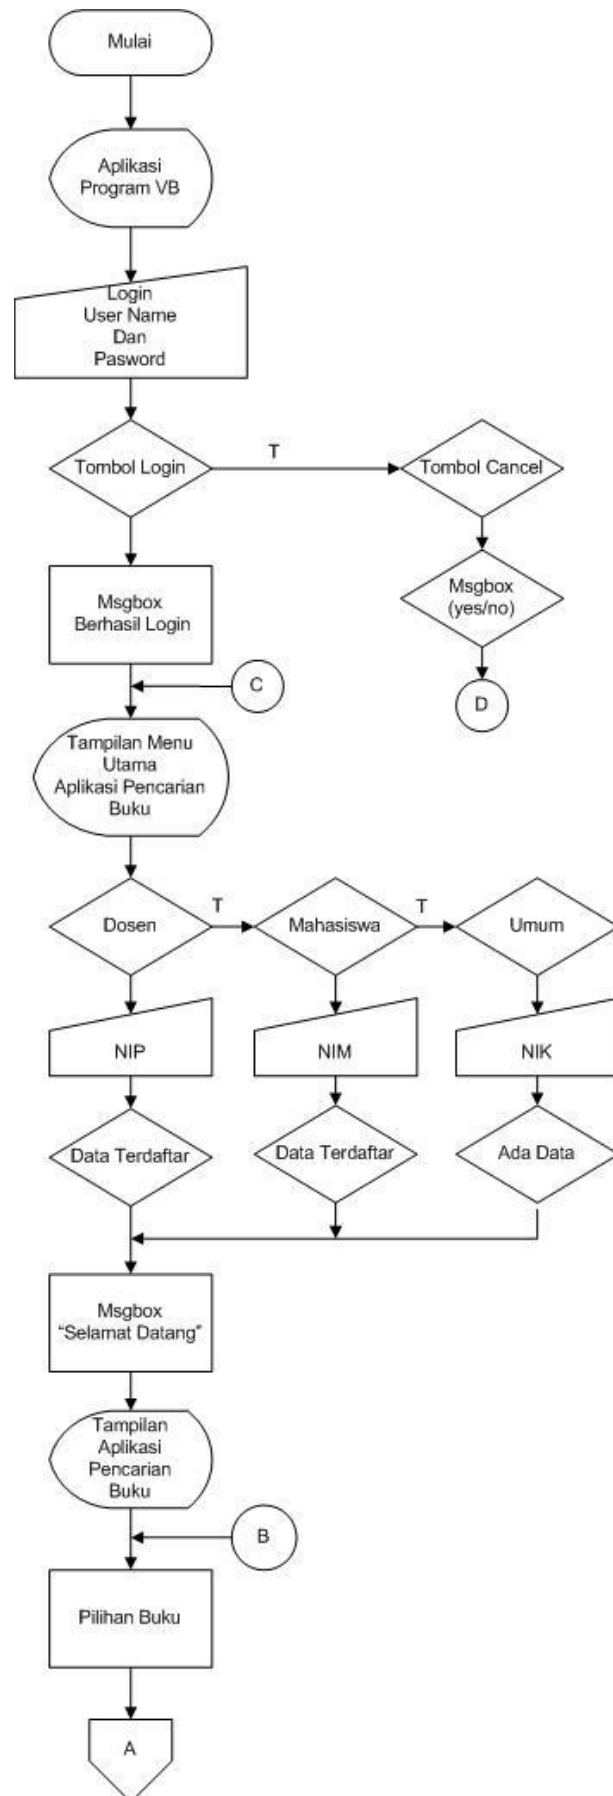 Mulai
Aplikasi
Program VB
Login
User Name
Dan
Pasword
Tombol Login
T
Tombol Cancel
Msgbox
Berhasil Login
Msgbox
(yes/no)
C
D
Tampilan Menu
Utama
Aplikasi Pencarian
Buku
Dosen
T
Mahasiswa
T
Umum
NIP
NIM
NIK
Data Terdaftar
Data Terdaftar
Ada Data
Msgbox
“Selamat Datang”
Tampilan
Aplikasi
Pencarian
Buku
B
Pilihan Buku
A